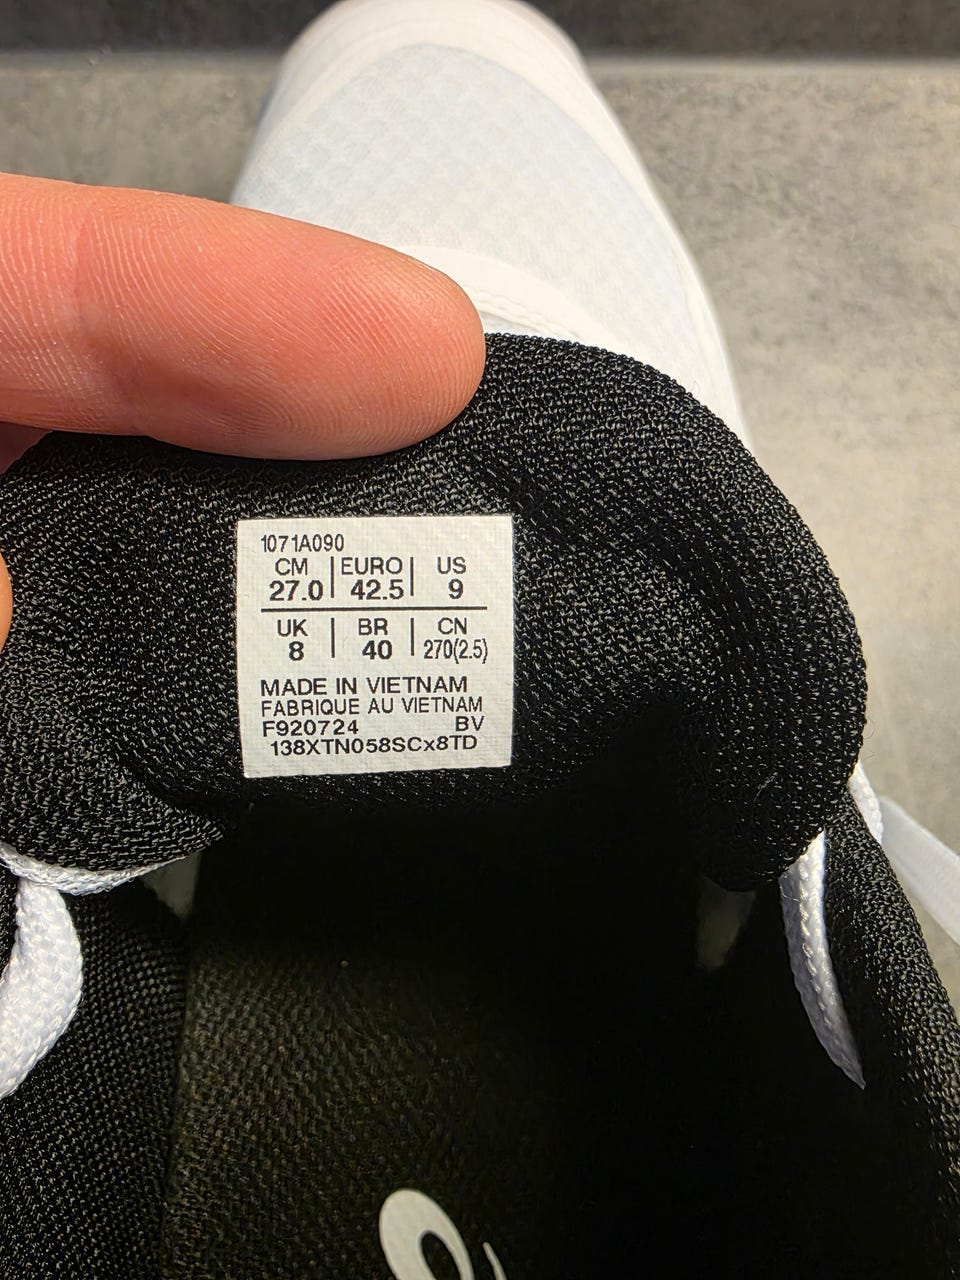 1071A090
CM | EURO | US
27.0 | 42.5 | 9
UK | BR | CN
8 | 40 | 270(2.5)
MADE IN VIETNAM
FABRIQUE AU VIETNAM
F920724 BV
138XTN058SCx8TD